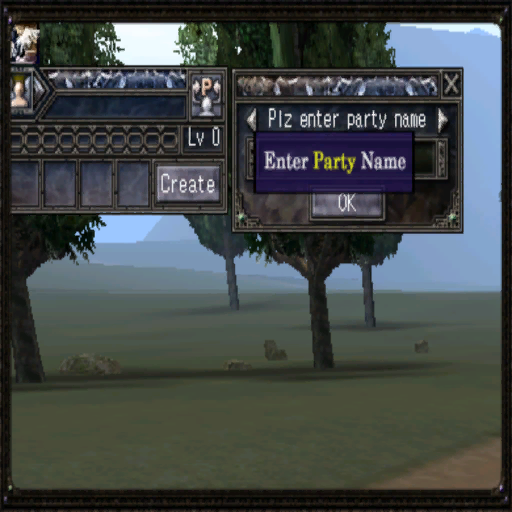 P
Lv 0
Create
Plz enter party name
Enter Party Name
OK